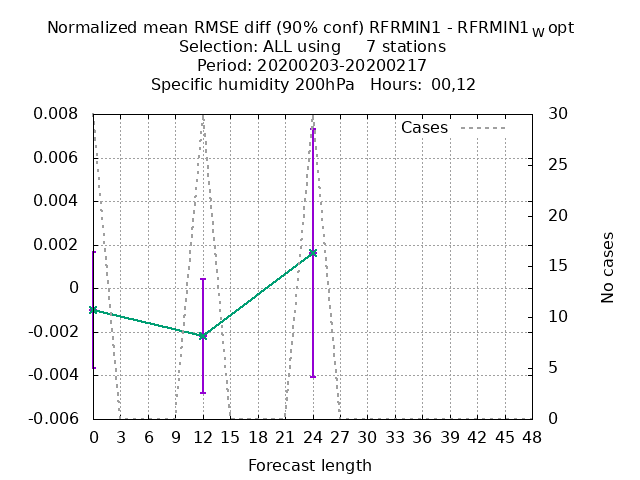 Normalized mean RMSE diff (90% conf) RFRMIN1 - RFRMIN1wopt
Selection: ALL using 7 stations
Period: 20200203-20200217
Specific humidity 200hPa Hours: 00,12
Cases
0.008
0.006
0.004
0.002
0
-0.002
-0.004
-0.006
30
25
20
15
10
5
0
No cases
0 3 6 9 12 15 18 21 24 27 30 33 36 39 42 45 48
Forecast length